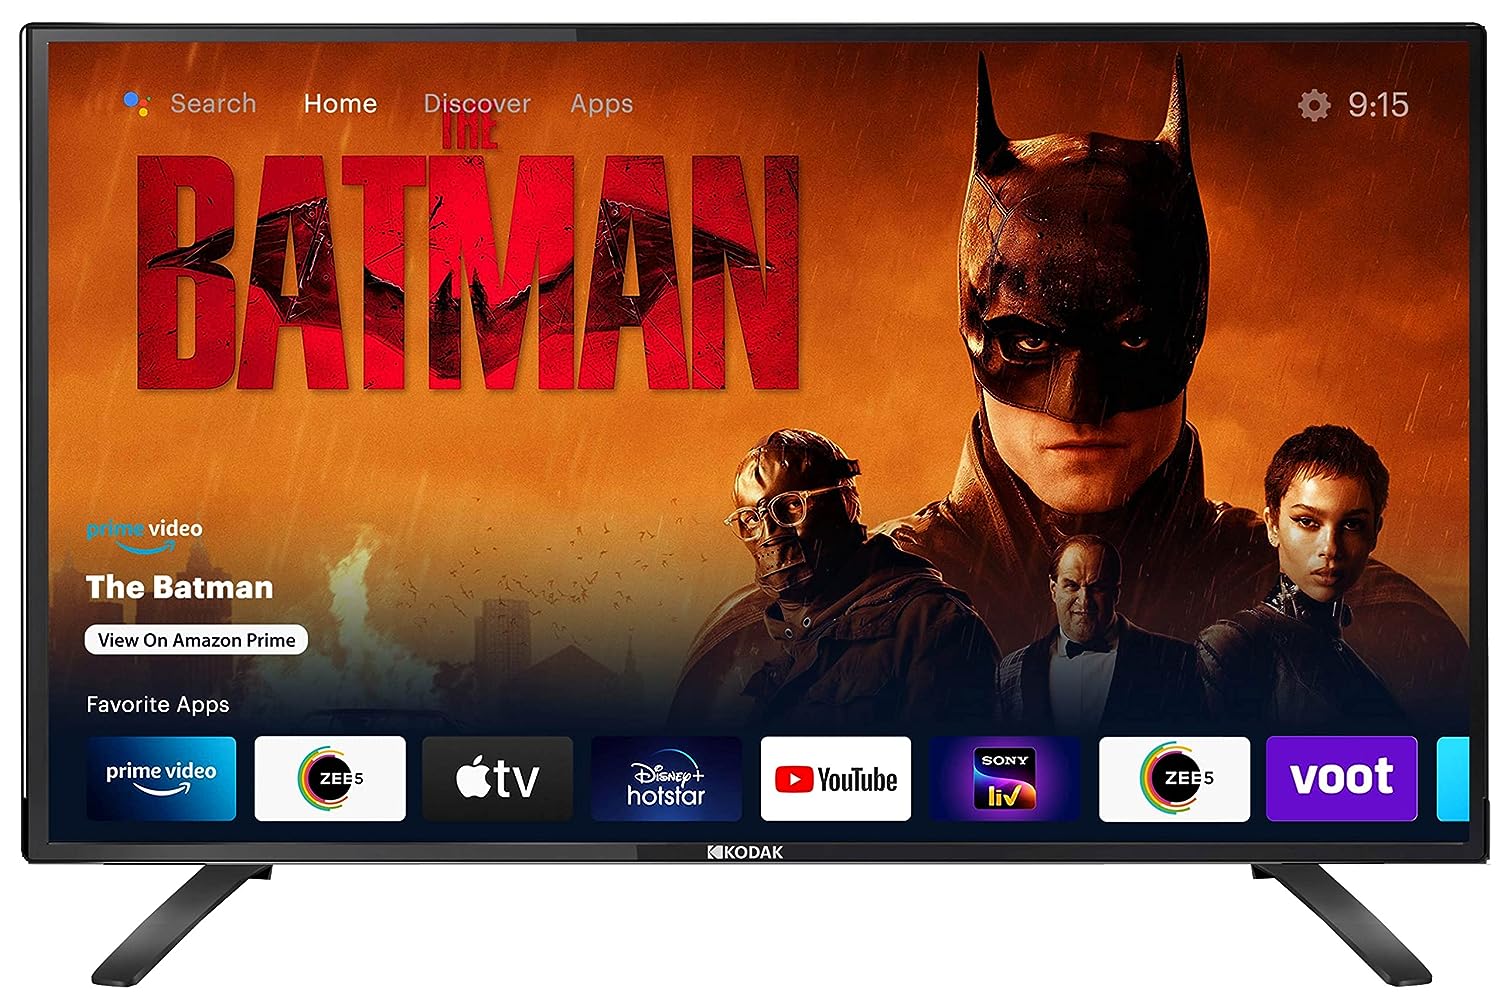 Search Home Discover Apps 9:15
THE
BATMAN
prime video
The Batman
View On Amazon Prime
Favorite Apps
prime video ZEE5 tv Disney+ hotstar YouTube SONY liv ZEE5 voot
KODAK